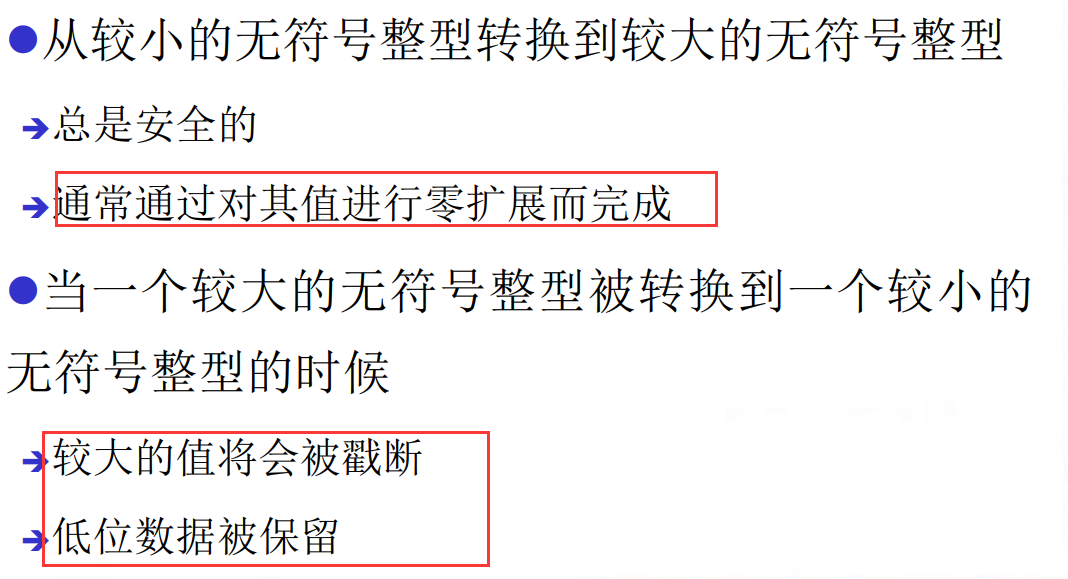 ●从较小的无符号整型转换到较大的无符号整型
➔总是安全的
➔通常通过对其值进行零扩展而完成
●当一个较大的无符号整型被转换到一个较小的
无符号整型的时候
➔较大的值将会被戳断
➔低位数据被保留